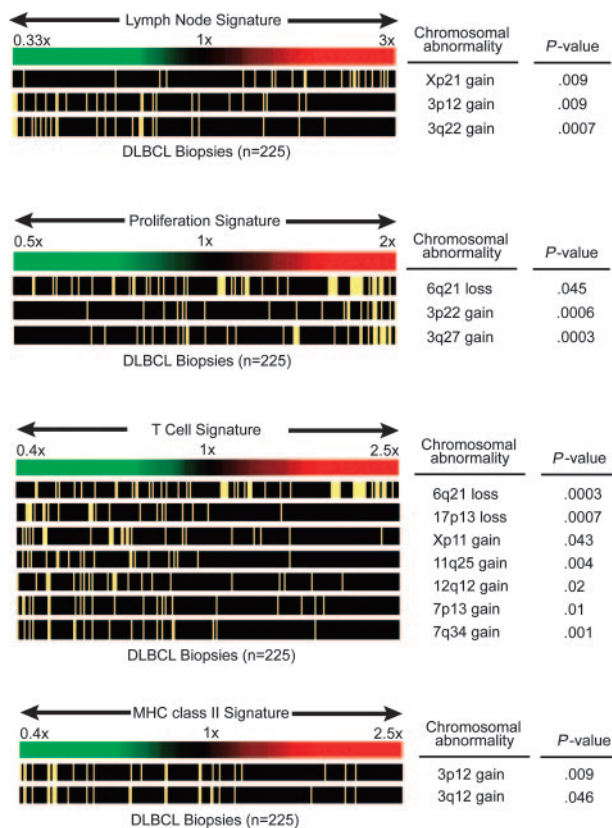 Lymph Node Signature
0.33x 1x 3x
Chromosomal abnormality P-value
Xp21 gain .009
3p12 gain .009
3q22 gain .0007
DLBCL Biopsies (n=225)
Proliferation Signature
0.5x 1x 2x
Chromosomal abnormality P-value
6q21 loss .045
3p22 gain .0006
3q27 gain .0003
DLBCL Biopsies (n=225)
T Cell Signature
0.4x 1x 2.5x
Chromosomal abnormality P-value
6q21 loss .0003
17p13 loss .0007
Xp11 gain .043
11q25 gain .004
12q12 gain .02
7p13 gain .01
7q34 gain .001
DLBCL Biopsies (n=225)
MHC class II Signature
0.4x 1x 2.5x
Chromosomal abnormality P-value
3p12 gain .009
3q12 gain .046
DLBCL Biopsies (n=225)